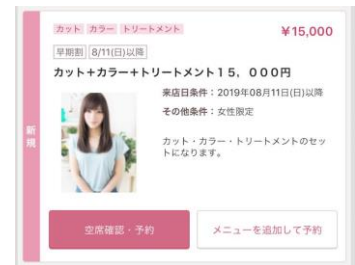 カット カラー トリートメント ¥15,000
早期割 8/11(日)以降
カット+カラー+トリートメント15,000円
来店日条件：2019年08月11日(日)以降
その他条件：女性限定
カット・カラー・トリートメントのセッ
トになります。
新規
空席確認・予約 メニューを追加して予約